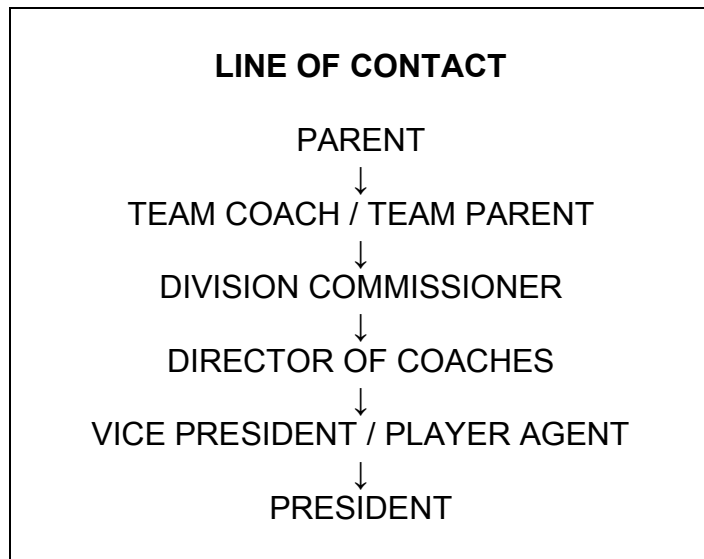 LINE OF CONTACT
PARENT
↓
TEAM COACH / TEAM PARENT
↓
DIVISION COMMISSIONER
↓
DIRECTOR OF COACHES
↓
VICE PRESIDENT / PLAYER AGENT
↓
PRESIDENT